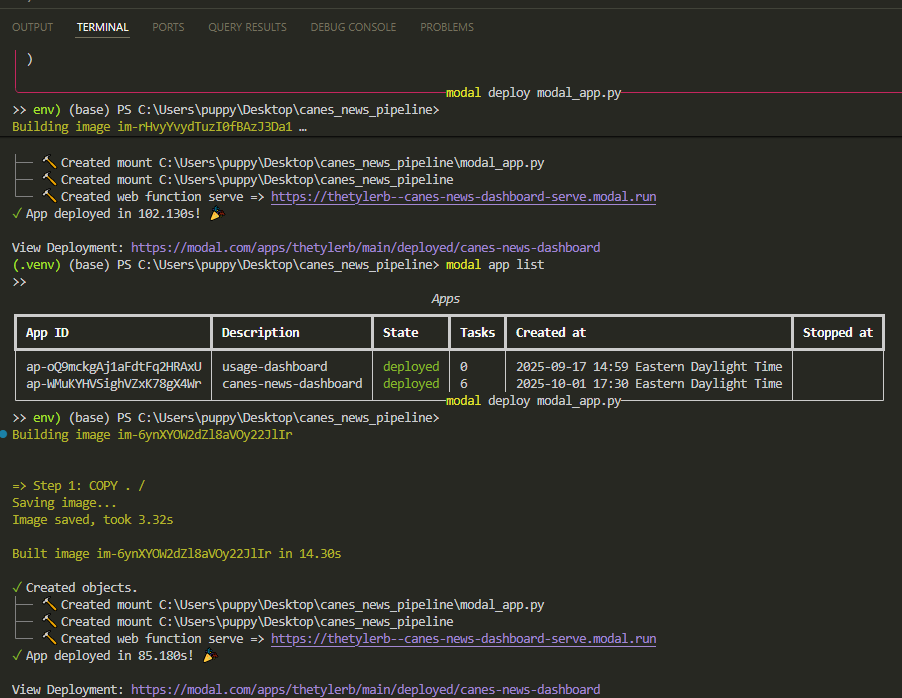 OUTPUT TERMINAL PORTS QUERY RESULTS DEBUG CONSOLE PROBLEMS
)
modal deploy modal_app.py
>> env) (base) PS C:\Users\puppy\Desktop\canes_news_pipeline>
Building image im-rHvyYvydTuzI0fBAzJ3Da1 …
Created mount C:\Users\puppy\Desktop\canes_news_pipeline\modal_app.py
Created mount C:\Users\puppy\Desktop\canes_news_pipeline
Created web function serve => https://thetylerb--canes-news-dashboard-serve.modal.run
✓ App deployed in 102.130s! 🎉
View Deployment: https://modal.com/apps/thetylerb/main/deployed/canes-news-dashboard
(.venv) (base) PS C:\Users\puppy\Desktop\canes_news_pipeline> modal app list
>>
Apps
App ID Description State Tasks Created at Stopped at
ap-oQ9mckgAj1aFdtFq2HRAxU usage-dashboard deployed 0 2025-09-17 14:59 Eastern Daylight Time
ap-WMuKYHVSighVZxK78gX4Wr canes-news-dashboard deployed 6 2025-10-01 17:30 Eastern Daylight Time
modal deploy modal_app.py
>> env) (base) PS C:\Users\puppy\Desktop\canes_news_pipeline>
Building image im-6ynXYOW2dZl8aVOy22JlIr
=> Step 1: COPY . /
Saving image...
Image saved, took 3.32s
Built image im-6ynXYOW2dZl8aVOy22JlIr in 14.30s
✓ Created objects.
Created mount C:\Users\puppy\Desktop\canes_news_pipeline\modal_app.py
Created mount C:\Users\puppy\Desktop\canes_news_pipeline
Created web function serve => https://thetylerb--canes-news-dashboard-serve.modal.run
✓ App deployed in 85.180s! 🎉
View Deployment: https://modal.com/apps/thetylerb/main/deployed/canes-news-dashboard